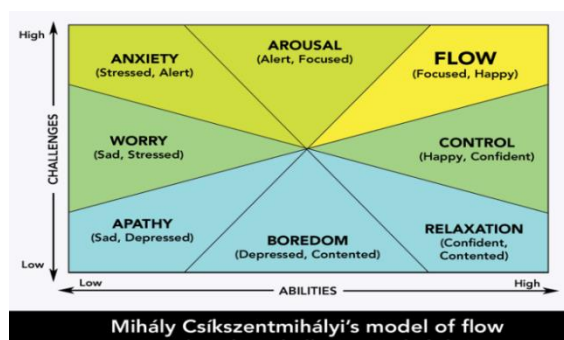 High
ANXIETY
(Stressed, Alert)
AROUSAL
(Alert, Focused)
FLOW
(Focused, Happy)
CHALLENGES
WORRY
(Sad, Stressed)
CONTROL
(Happy, Confident)
APATHY
(Sad, Depressed)
BOREDOM
(Depressed, Contented)
RELAXATION
(Confident,
Contented)
Low
Low
ABILITIES
High
Mihály Csíkszentmihályi's model of flow